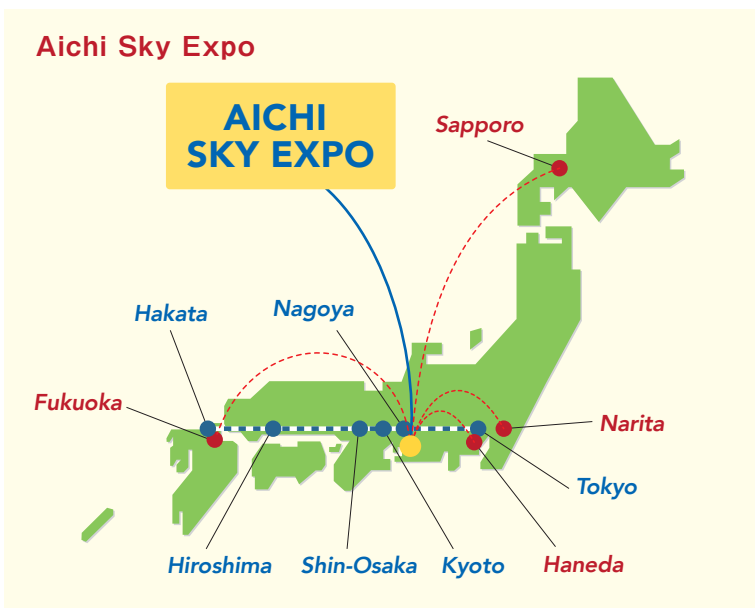 Aichi Sky Expo
AICHI
SKY EXPO
Sapporo
Nagoya
Hakata
Fukuoka
Narita
Tokyo
Hiroshima
Shin-Osaka
Kyoto
Haneda